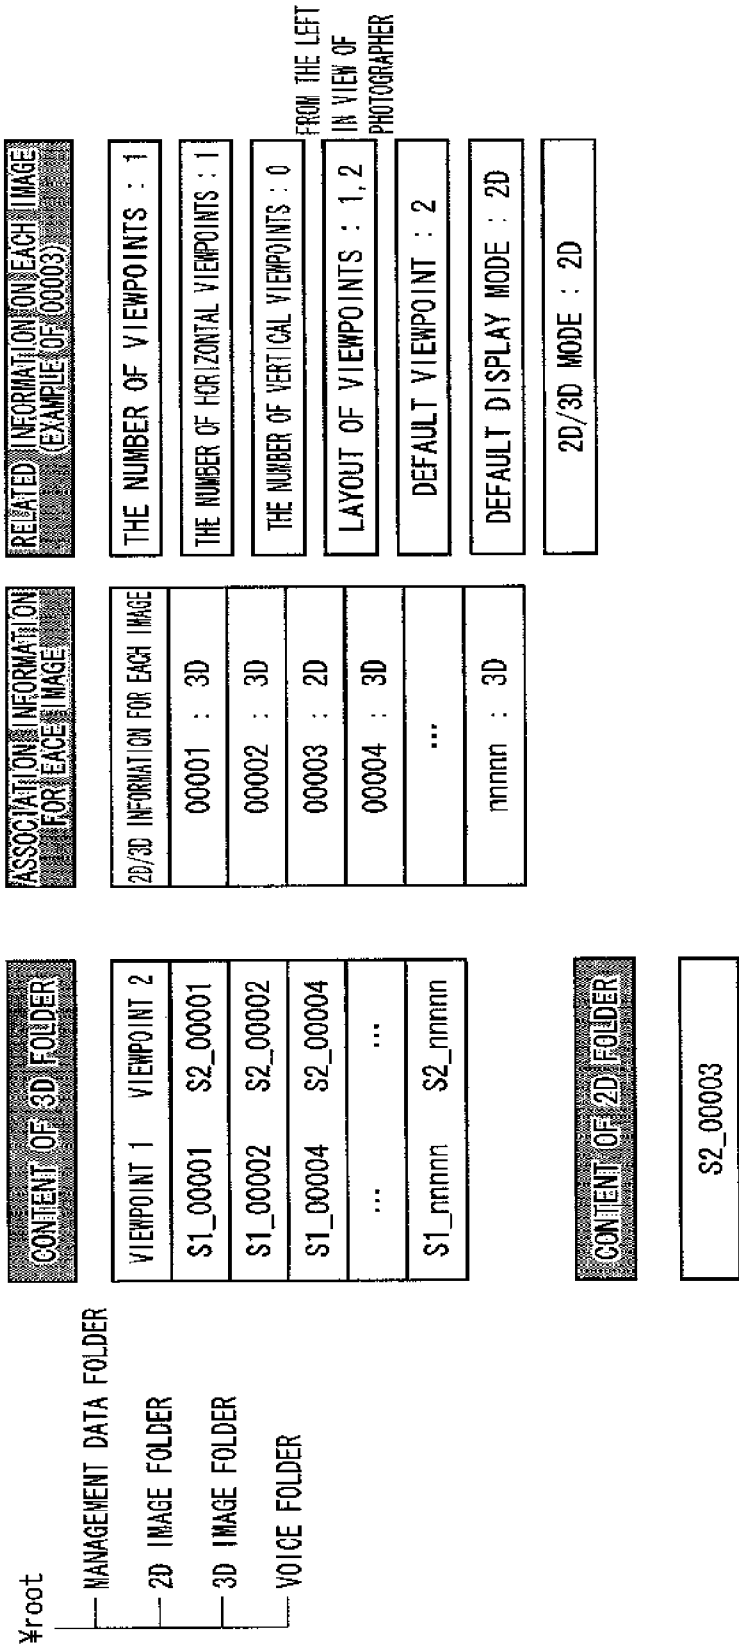 ¥root
MANAGEMENT DATA FOLDER
2D IMAGE FOLDER
3D IMAGE FOLDER
VOICE FOLDER
CONTENT OF 3D FOLDER
VIEWPOINT 1 VIEWPOINT 2
S1_00001 S2_00001
S1_00002 S2_00002
S1_00004 S2_00004
... ...
S1_nnnnn S2_nnnnn
CONTENT OF 2D FOLDER
S2_00003
ASSOCIATION INFORMATION
FOR EACE IMAGE
2D/3D INFORMATION FOR EACH IMAGE
00001 : 3D
00002 : 3D
00003 : 2D
00004 : 3D
...
nnnnn : 3D
RELATED INFORMATION ON EACH IMAGE
(EXAMPLE OF 00003)
THE NUMBER OF VIEWPOINTS : 1
THE NUMBER OF HORIZONTAL VIEWPOINTS : 1
THE NUMBER OF VERTICAL VIEWPOINTS : 0
LAYOUT OF VIEWPOINTS : 1, 2
FROM THE LEFT
IN VIEW OF
PHOTOGRAPHER
DEFAULT VIEWPOINT : 2
DEFAULT DISPLAY MODE : 2D
2D/3D MODE : 2D